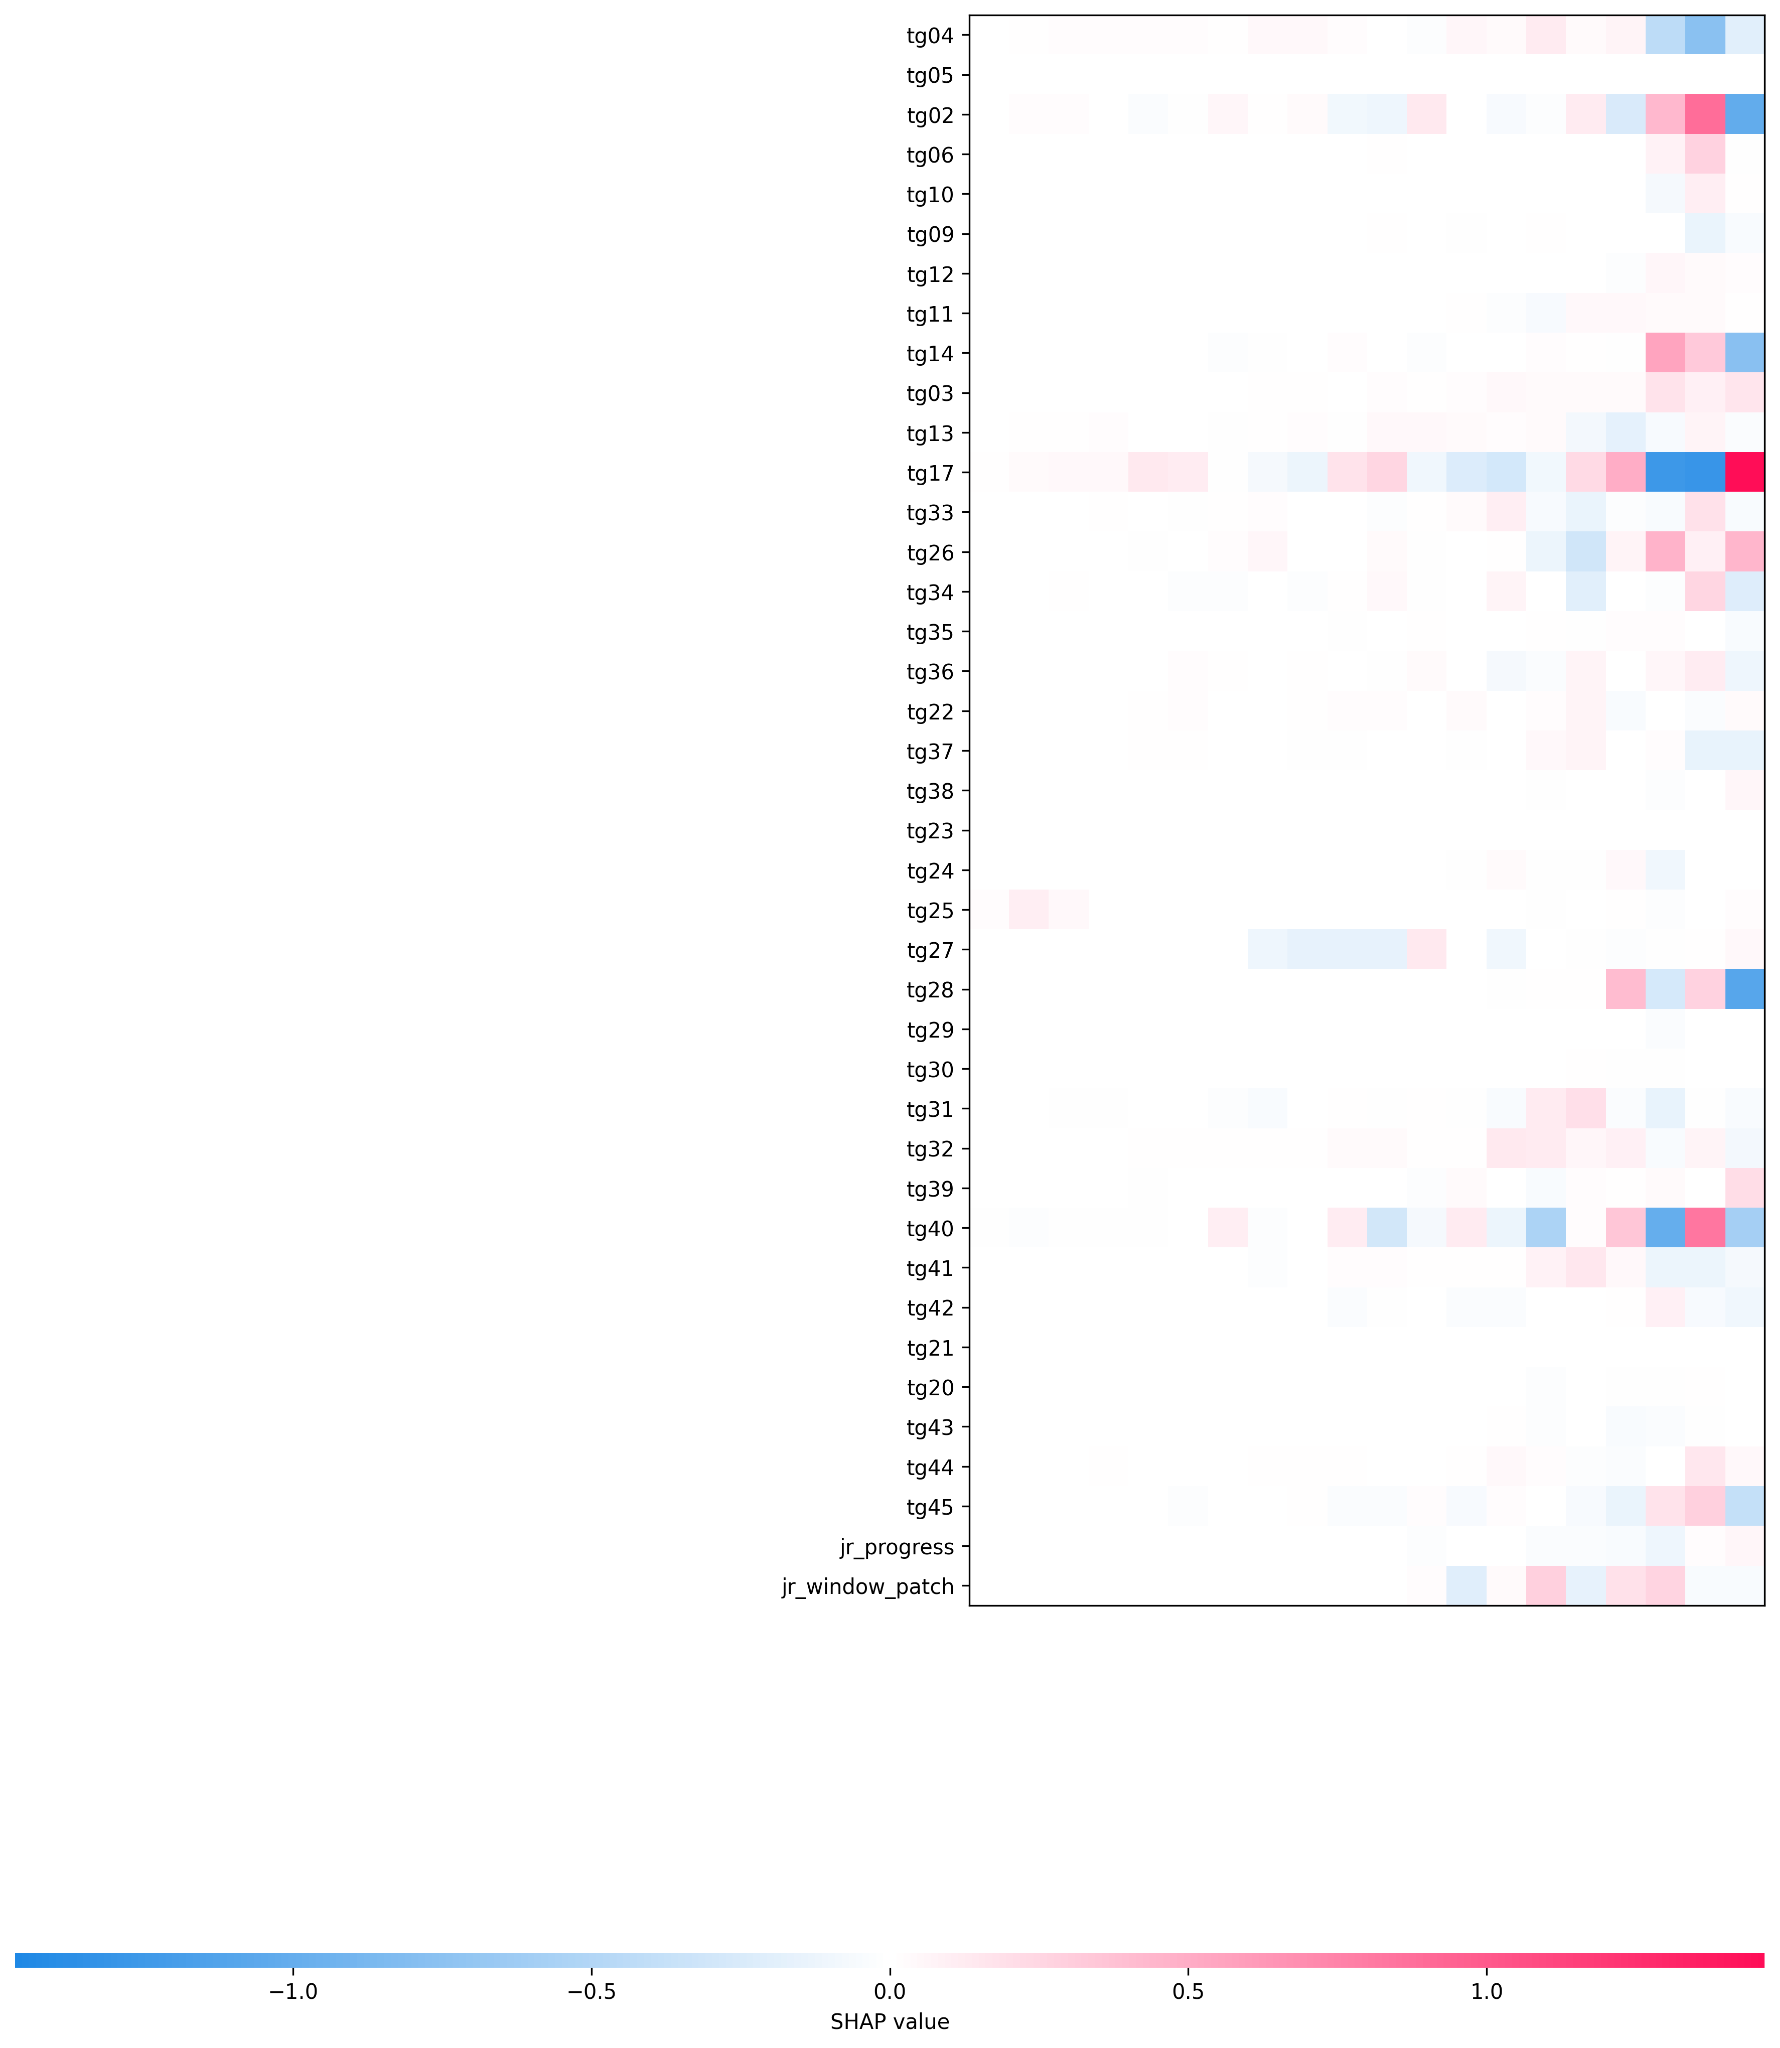 tg04
tg05
tg02
tg06
tg10
tg09
tg12
tg11
tg14
tg03
tg13
tg17
tg33
tg26
tg34
tg35
tg36
tg22
tg37
tg38
tg23
tg24
tg25
tg27
tg28
tg29
tg30
tg31
tg32
tg39
tg40
tg41
tg42
tg21
tg20
tg43
tg44
tg45
jr_progress
jr_window_patch
−1.0 −0.5 0.0 0.5 1.0
SHAP value